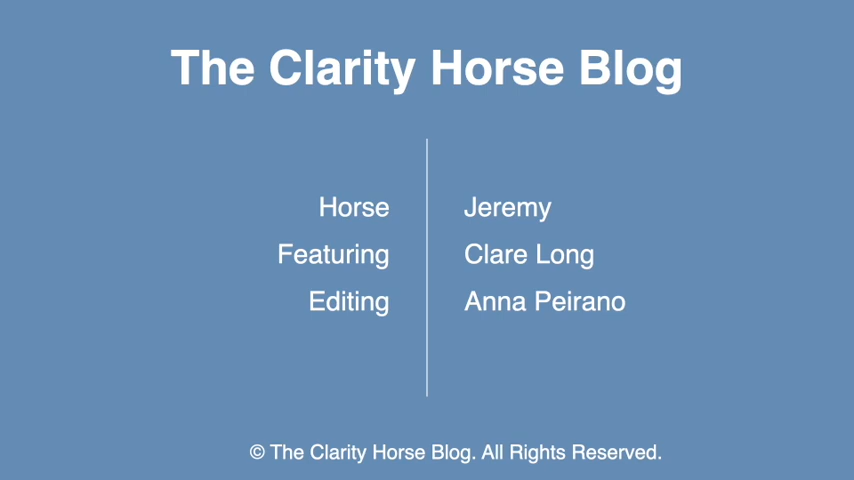 The Clarity Horse Blog
Horse Jeremy
Featuring Clare Long
Editing Anna Peirano
© The Clarity Horse Blog. All Rights Reserved.